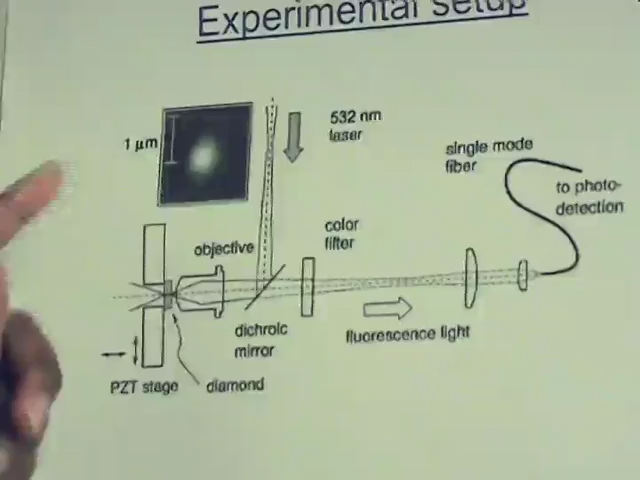 Experimental setup
1 µm
532 nm
laser
single mode
fiber
to photo-
detection
color
filter
objective
dichroic
mirror
fluorescence light
PZT stage
diamond